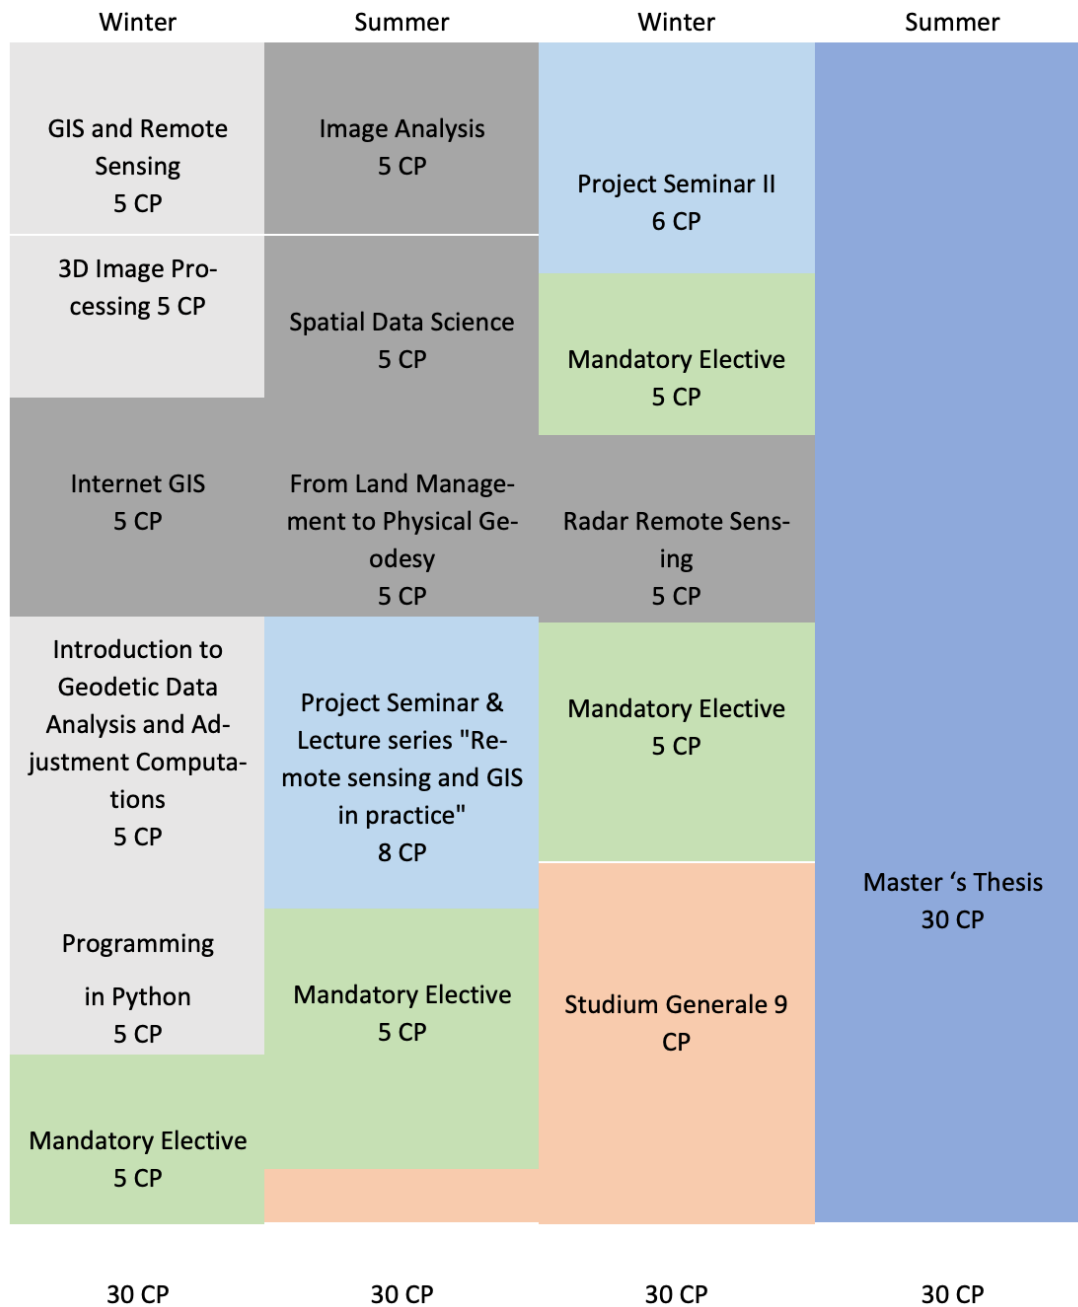 Winter
Summer
Winter
Summer
GIS and Remote
Sensing
5 CP
3D Image Pro-
cessing 5 CP
Internet GIS
5 CP
Introduction to
Geodetic Data
Analysis and Ad-
justment Computa-
tions
5 CP
Programming
in Python
5 CP
Mandatory Elective
5 CP
30 CP
Image Analysis
5 CP
Spatial Data Science
5 CP
From Land Manage-
ment to Physical Ge-
odesy
5 CP
Project Seminar &
Lecture series "Re-
mote sensing and GIS
in practice"
8 CP
Mandatory Elective
5 CP
30 CP
Project Seminar II
6 CP
Mandatory Elective
5 CP
Radar Remote Sens-
ing
5 CP
Mandatory Elective
5 CP
Studium Generale 9
CP
30 CP
Master ‘s Thesis
30 CP
30 CP